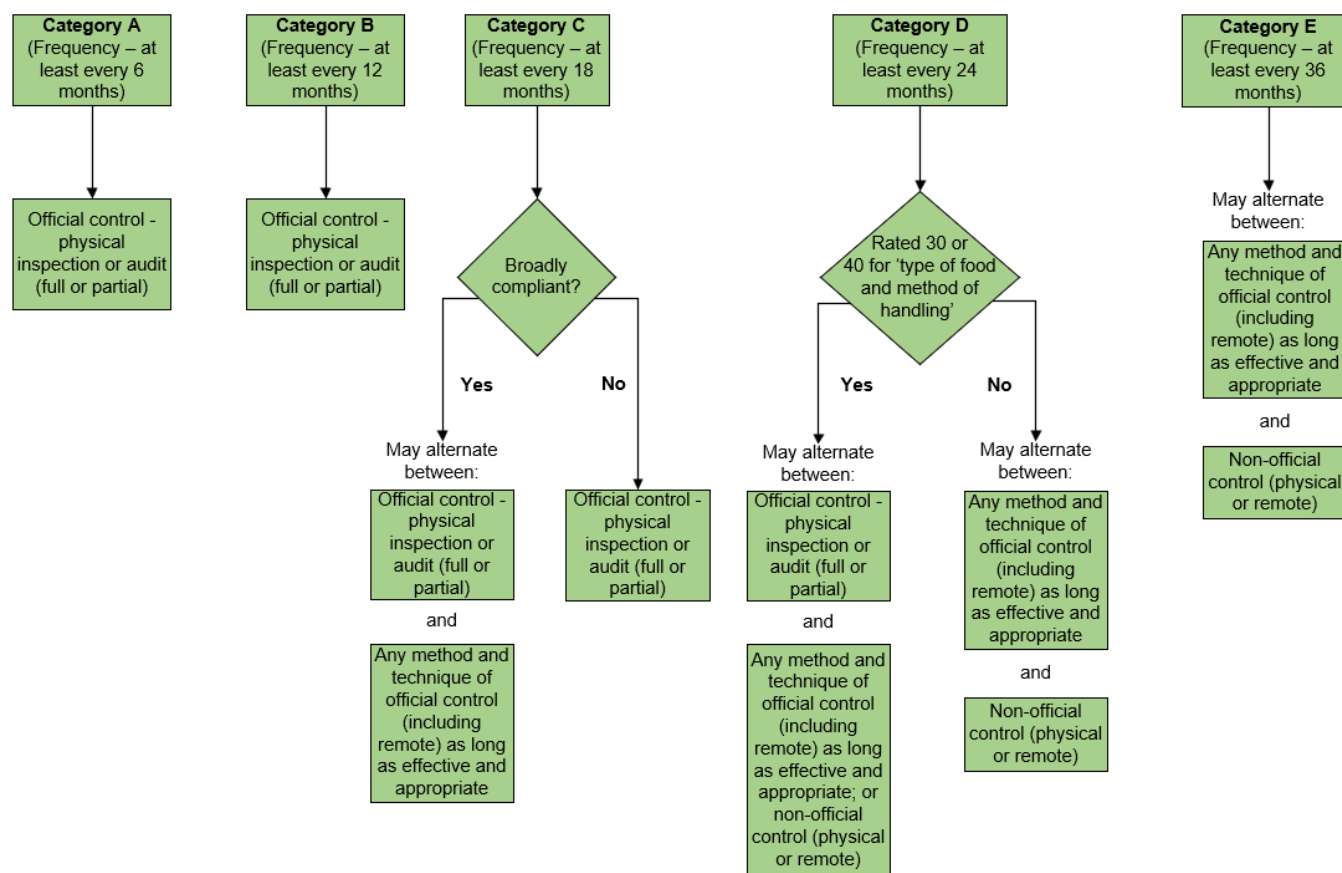 Category A
(Frequency – at
least every 6
months)
Official control -
physical
inspection or audit
(full or partial)
Category B
(Frequency – at
least every 12
months)
Official control -
physical
inspection or audit
(full or partial)
Category C
(Frequency – at
least every 18
months)
Broadly
compliant?
Yes
No
May alternate
between:
Official control -
physical
inspection or
audit (full or
partial)
and
Any method and
technique of
official control
(including
remote) as long
as effective and
appropriate
Official control -
physical
inspection or
audit (full or
partial)
Category D
(Frequency – at
least every 24
months)
Rated 30 or
40 for ‘type of food
and method of
handling’
Yes
No
May alternate
between:
Official control -
physical
inspection or
audit (full or
partial)
and
Any method and
technique of
official control
(including
remote) as long
as effective and
appropriate; or
non-official
control (physical
or remote)
May alternate
between:
Any method and
technique of
official control
(including
remote) as long
as effective and
appropriate
and
Non-official
control (physical
or remote)
Category E
(Frequency – at
least every 36
months)
May alternate
between:
Any method and
technique of
official control
(including
remote) as long
as effective and
appropriate
and
Non-official
control (physical
or remote)